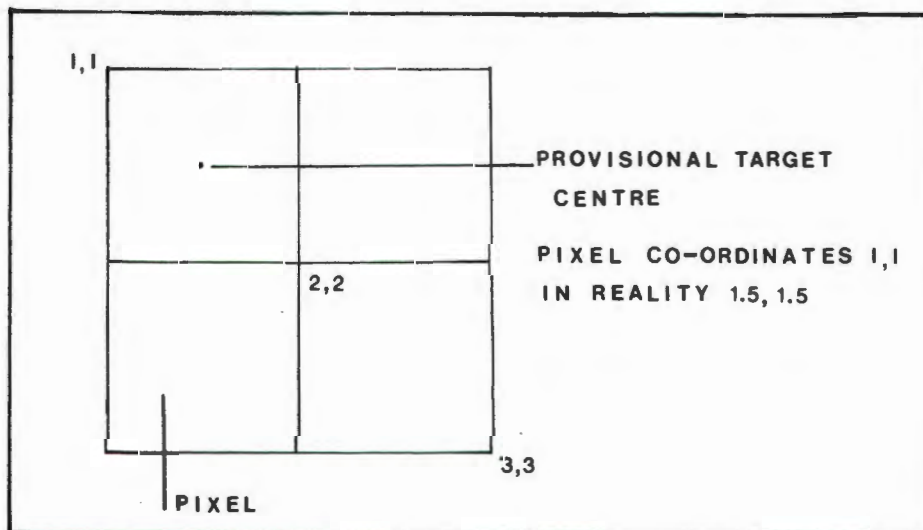 1,1
PROVISIONAL TARGET
CENTRE
PIXEL CO-ORDINATES 1,1
2,2
IN REALITY 1.5, 1.5
3,3
PIXEL